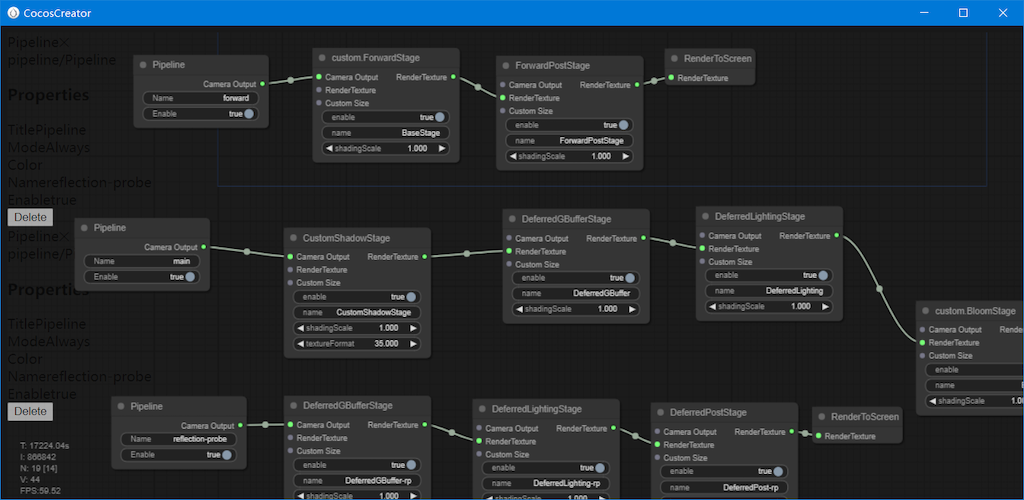 CocosCreator
Pipeline×
pipeline/Pipeline
Properties
TitlePipeline
ModeAlways
Color
Namereflection-probe
Enabletrue
Delete
Pipeline×
pipeline/P
Properties
TitlePipeline
ModeAlways
Color
Namereflection-probe
Enabletrue
Delete
T: 17224.04s
I: 866842
N: 19 [14]
V: 44
FPS:59.52
Pipeline
Camera Output
Name forward
Enable true
custom.ForwardStage
Camera Output RenderTexture
RenderTexture
Custom Size
enable true
name BaseStage
shadingScale 1.000
ForwardPostStage
Camera Output RenderTexture
RenderTexture
Custom Size
enable true
name ForwardPostStage
shadingScale 1.000
RenderToScreen
RenderTexture
Pipeline
Camera Output
Name main
Enable true
CustomShadowStage
Camera Output RenderTexture
RenderTexture
Custom Size
enable true
name CustomShadowStage
shadingScale 1.000
textureFormat 35.000
DeferredGBufferStage
Camera Output RenderTexture
RenderTexture
Custom Size
enable true
name DeferredGBuffer
shadingScale 1.000
DeferredLightingStage
Camera Output RenderTexture
RenderTexture
Custom Size
enable true
name DeferredLighting
shadingScale 1.000
custom.BloomStage
Camera Output Render
RenderTexture
Custom Size
enable
name
shadingScale 1.0
Pipeline
Camera Output
Name reflection-probe
Enable true
DeferredGBufferStage
Camera Output RenderTexture
RenderTexture
Custom Size
enable true
name DeferredGBuffer-rp
shadingScale 1.000
DeferredLightingStage
Camera Output RenderTexture
RenderTexture
Custom Size
enable true
name DeferredLighting-rp
shadingScale 1.000
DeferredPostStage
Camera Output RenderTexture
RenderTexture
Custom Size
enable true
name DeferredPost-rp
RenderToScreen
RenderTexture